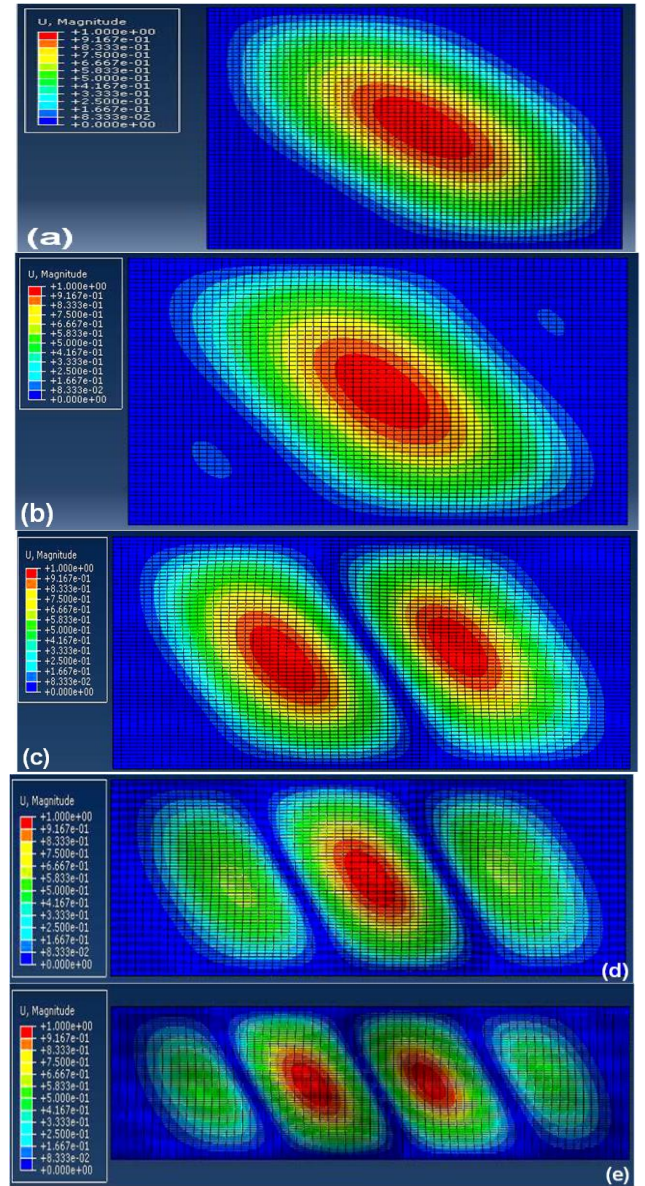 U, Magnitude
+1.000e+00
+9.167e-01
+8.333e-01
+7.500e-01
+6.667e-01
+5.833e-01
+5.000e-01
+4.167e-01
+3.333e-01
+2.500e-01
+1.667e-01
+8.333e-02
+0.000e+00
(a)
U, Magnitude
+1.000e+00
+9.167e-01
+8.333e-01
+7.500e-01
+6.667e-01
+5.833e-01
+5.000e-01
+4.167e-01
+3.333e-01
+2.500e-01
+1.667e-01
+8.333e-02
+0.000e+00
(b)
U, Magnitude
+1.000e+00
+9.167e-01
+8.333e-01
+7.500e-01
+6.667e-01
+5.833e-01
+5.000e-01
+4.167e-01
+3.333e-01
+2.500e-01
+1.667e-01
+8.333e-02
+0.000e+00
(c)
U, Magnitude
+1.000e+00
+9.167e-01
+8.333e-01
+7.500e-01
+6.667e-01
+5.833e-01
+5.000e-01
+4.167e-01
+3.333e-01
+2.500e-01
+1.667e-01
+8.333e-02
+0.000e+00
(d)
U, Magnitude
+1.000e+00
+9.167e-01
+8.333e-01
+7.500e-01
+6.667e-01
+5.833e-01
+5.000e-01
+4.167e-01
+3.333e-01
+2.500e-01
+1.667e-01
+8.333e-02
+0.000e+00
(e)